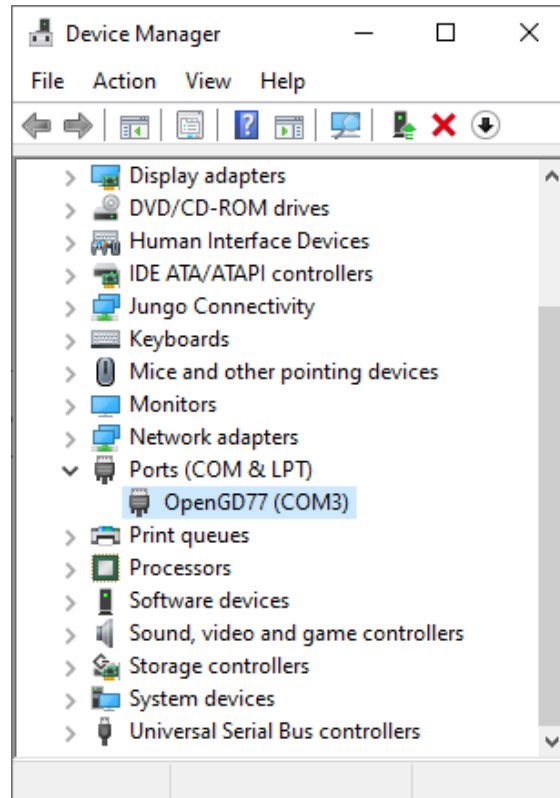 Device Manager
File Action View Help
Display adapters
DVD/CD-ROM drives
Human Interface Devices
IDE ATA/ATAPI controllers
Jungo Connectivity
Keyboards
Mice and other pointing devices
Monitors
Network adapters
Ports (COM & LPT)
OpenGD77 (COM3)
Print queues
Processors
Software devices
Sound, video and game controllers
Storage controllers
System devices
Universal Serial Bus controllers